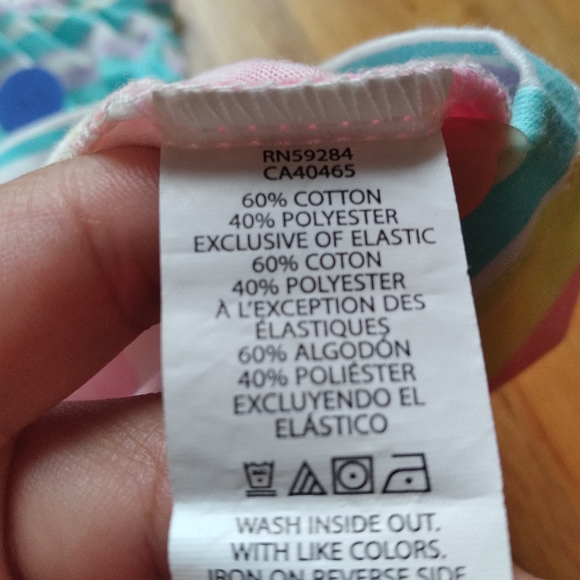 RN59284
CA40465
60% COTTON
40% POLYESTER
EXCLUSIVE OF ELASTIC
60% COTON
40% POLYESTER
À L'EXCEPTION DES
ÉLASTIQUES
60% ALGODÓN
40% POLIÉSTER
EXCLUYENDO EL
ELÁSTICO
WASH INSIDE OUT.
WITH LIKE COLORS.
IRON ON REVERSE SIDE